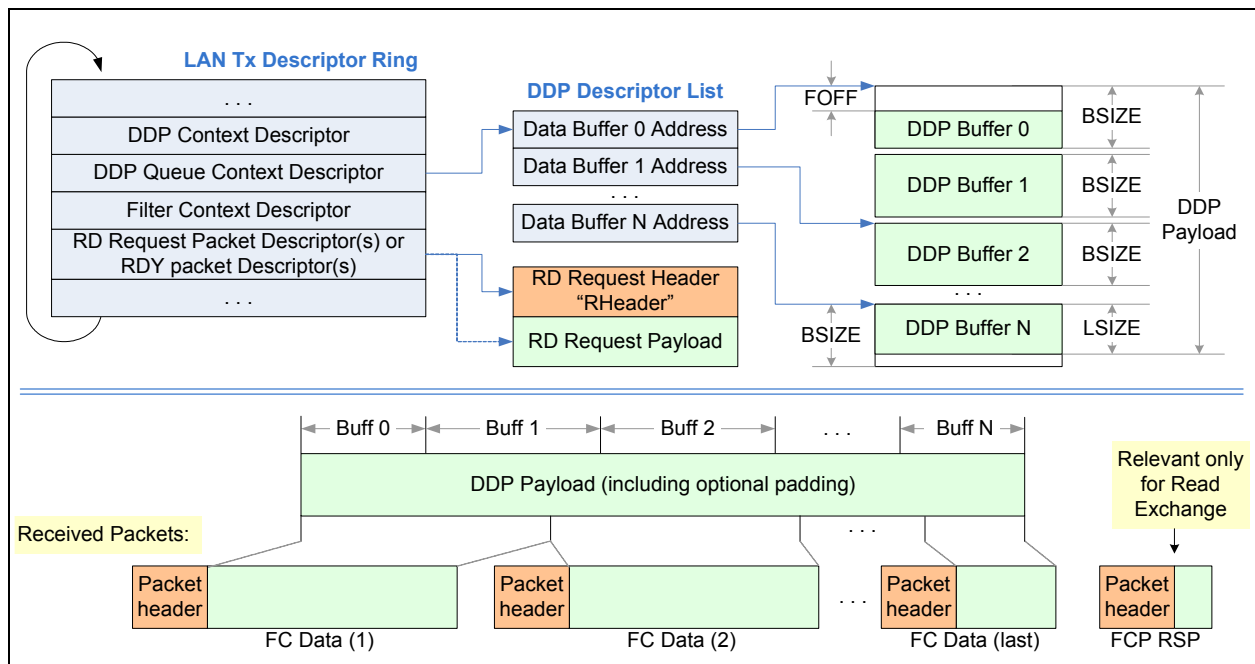 LAN Tx Descriptor Ring
. . .
DDP Context Descriptor
DDP Queue Context Descriptor
Filter Context Descriptor
RD Request Packet Descriptor(s) or
RDY packet Descriptor(s)
. . .
DDP Descriptor List
Data Buffer 0 Address
Data Buffer 1 Address
. . .
Data Buffer N Address
RD Request Header
“RHeader”
RD Request Payload
FOFF
DDP Buffer 0
BSIZE
DDP Buffer 1
BSIZE
DDP Buffer 2
BSIZE
. . .
DDP Buffer N
BSIZE
LSIZE
DDP
Payload
Buff 0
Buff 1
Buff 2
. . .
Buff N
DDP Payload (including optional padding)
Relevant only
for Read
Exchange
Received Packets:
. . .
Packet
header
FC Data (1)
Packet
header
FC Data (2)
. . .
Packet
header
FC Data (last)
Packet
header
FCP RSP